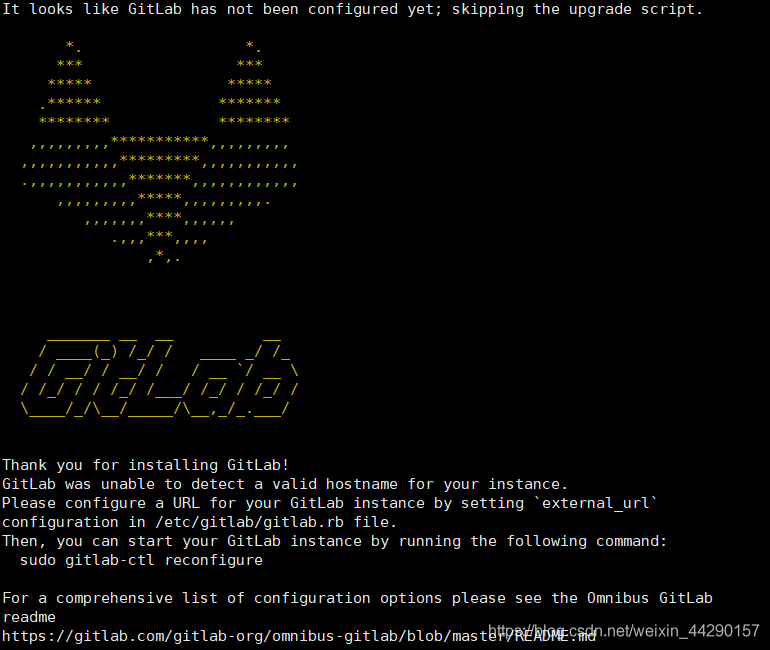 It looks like GitLab has not been configured yet; skipping the upgrade script.
GitLab
Thank you for installing GitLab!
GitLab was unable to detect a valid hostname for your instance.
Please configure a URL for your GitLab instance by setting `external_url`
configuration in /etc/gitlab/gitlab.rb file.
Then, you can start your GitLab instance by running the following command:
sudo gitlab-ctl reconfigure
For a comprehensive list of configuration options please see the Omnibus GitLab
readme
https://gitlab.com/gitlab-org/omnibus-gitlab/blob/master/README.md
https://blog.csdn.net/weixin_44290157